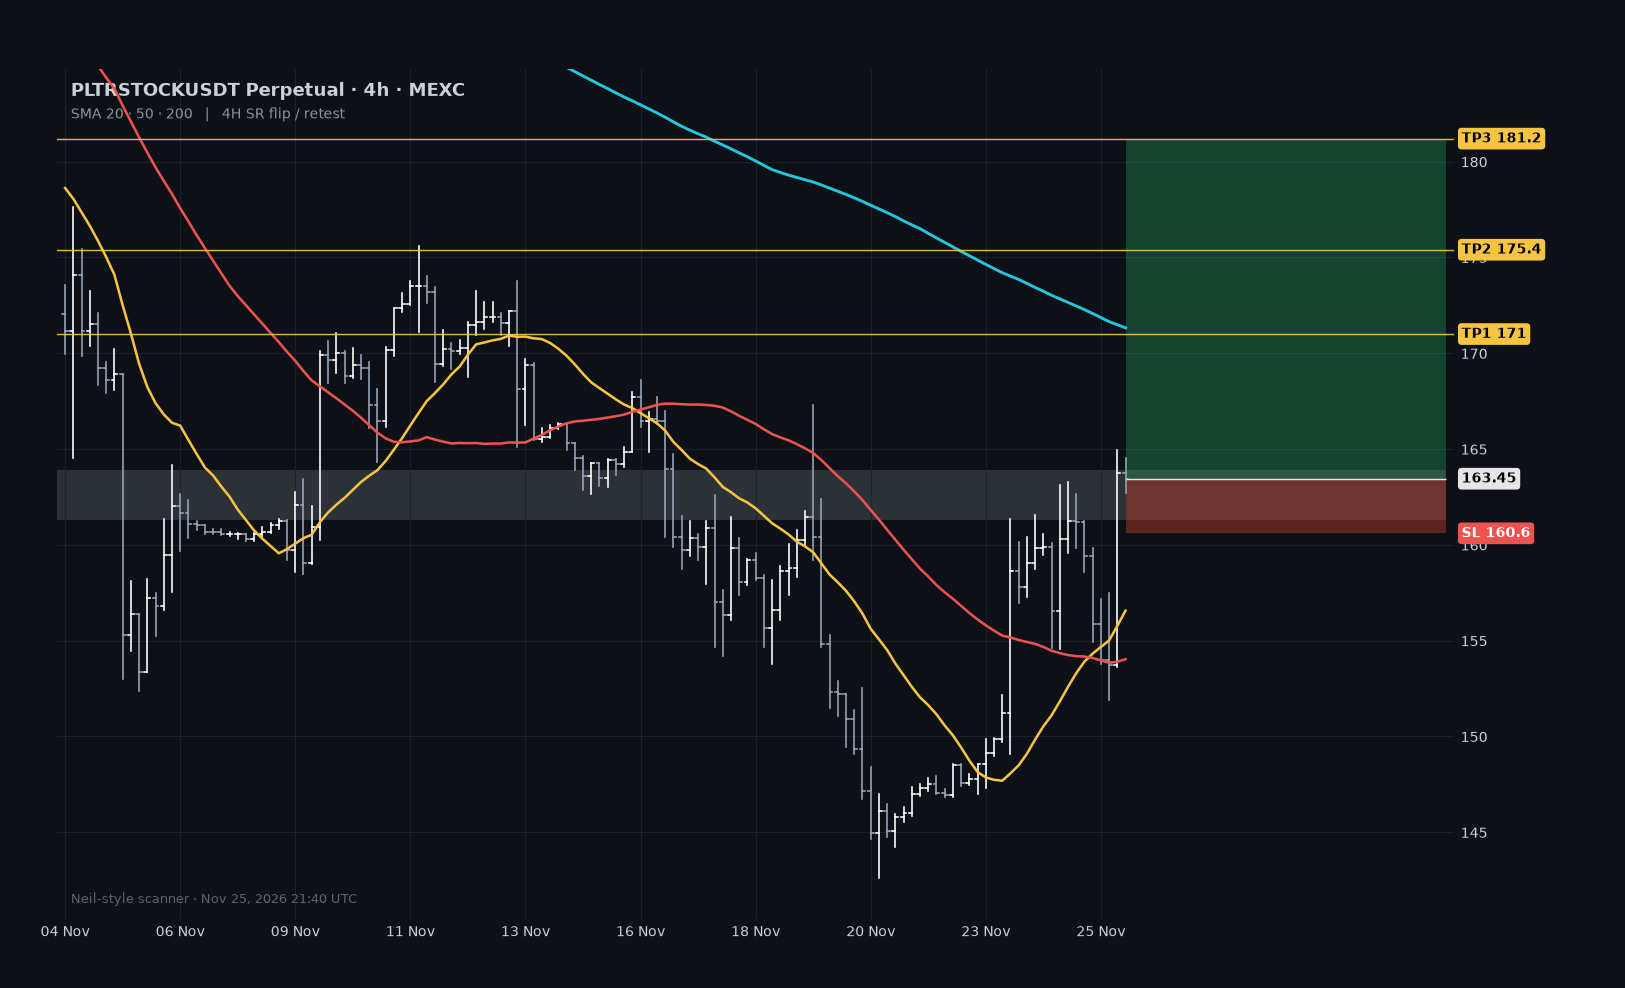 PLTRSTOCKUSDT Perpetual · 4h · MEXC
SMA 20 · 50 · 200 | 4H SR flip / retest
TP3 181.2
180
TP2 175.4
175
TP1 171
170
165
163.45
SL 160.6
160
155
150
145
Neil-style scanner · Nov 25, 2026 21:40 UTC
04 Nov 06 Nov 09 Nov 11 Nov 13 Nov 16 Nov 18 Nov 20 Nov 23 Nov 25 Nov